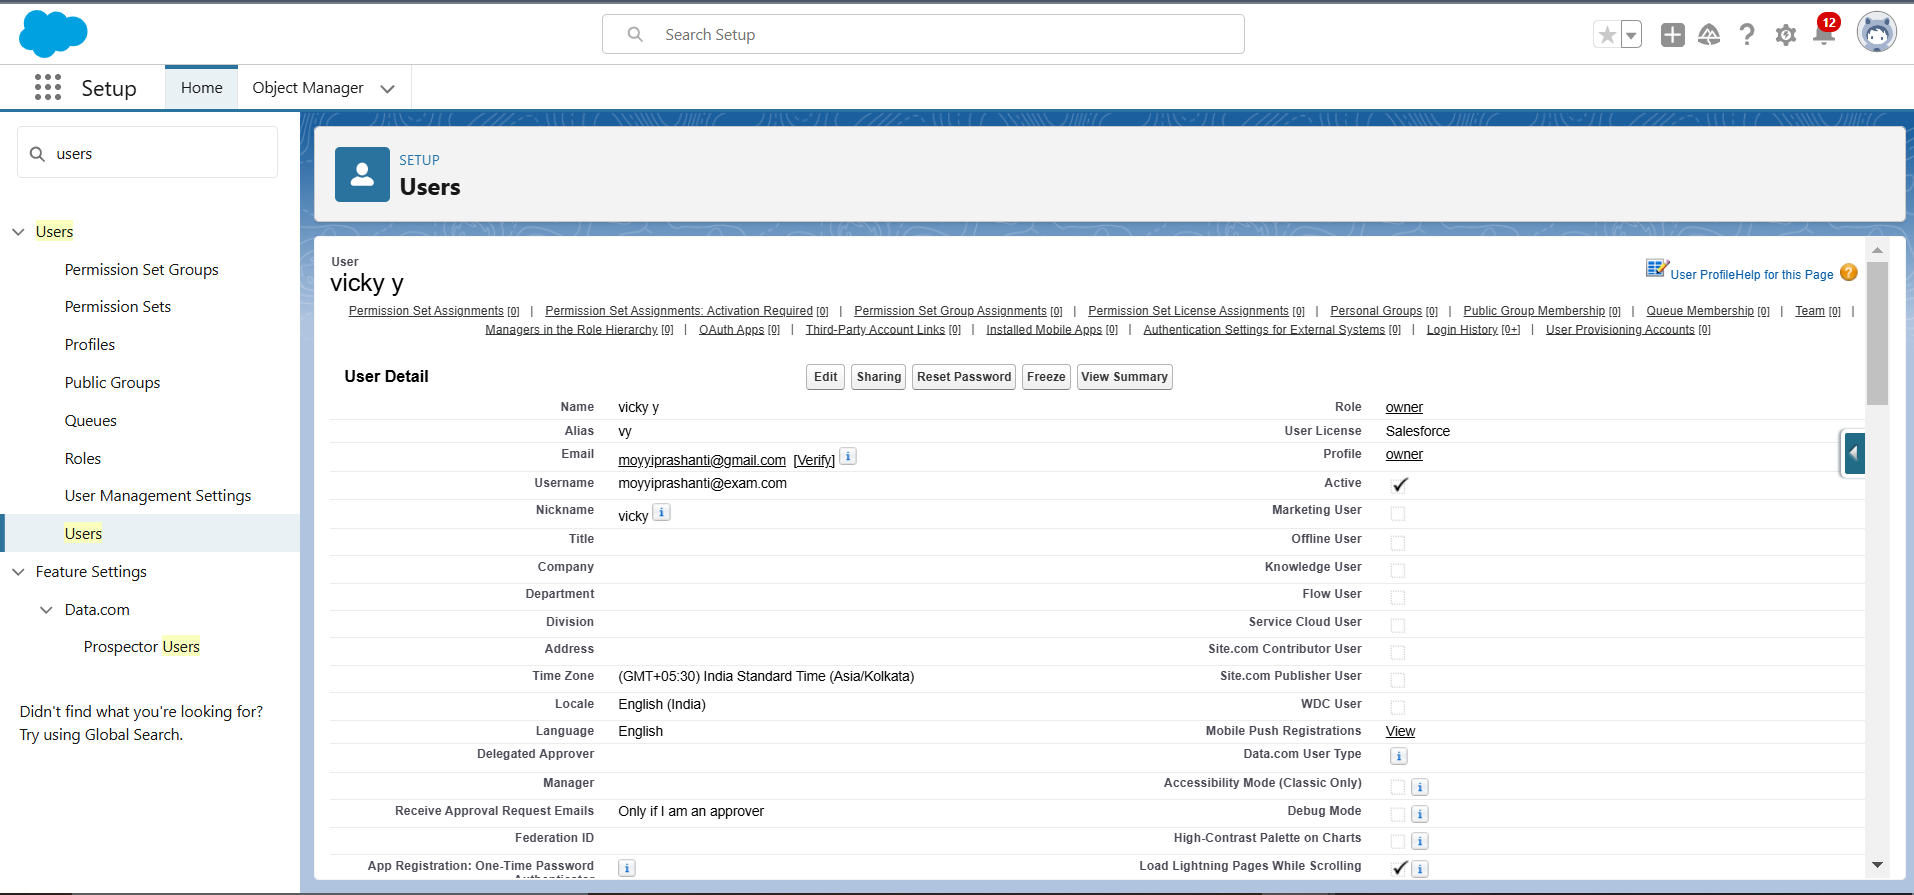 Search Setup
12
Setup
Home
Object Manager
users
Users
Permission Set Groups
Permission Sets
Profiles
Public Groups
Queues
Roles
User Management Settings
Users
Feature Settings
Data.com
Prospector Users
Didn't find what you're looking for?
Try using Global Search.
SETUP
Users
User
vicky y
User Profile Help for this Page ?
Permission Set Assignments [0] | Permission Set Assignments: Activation Required [0] | Permission Set Group Assignments [0] | Permission Set License Assignments [0] | Personal Groups [0] | Public Group Membership [0] | Queue Membership [0] | Team [0] |
Managers in the Role Hierarchy [0] | OAuth Apps [0] | Third-Party Account Links [0] | Installed Mobile Apps [0] | Authentication Settings for External Systems [0] | Login History [0+] | User Provisioning Accounts [0]
User Detail
Edit Sharing Reset Password Freeze View Summary
Name vicky y Role owner
Alias vy User License Salesforce
Email moyyiprashanti@gmail.com [Verify] i Profile owner
Username moyyiprashanti@exam.com Active
Nickname vicky i Marketing User
Title Offline User
Company Knowledge User
Department Flow User
Division Service Cloud User
Address Site.com Contributor User
Time Zone (GMT+05:30) India Standard Time (Asia/Kolkata) Site.com Publisher User
Locale English (India) WDC User
Language English Mobile Push Registrations View
Delegated Approver Data.com User Type i
Manager Accessibility Mode (Classic Only) i
Receive Approval Request Emails Only if I am an approver Debug Mode i
Federation ID High-Contrast Palette on Charts i
App Registration: One-Time Password i Load Lightning Pages While Scrolling i